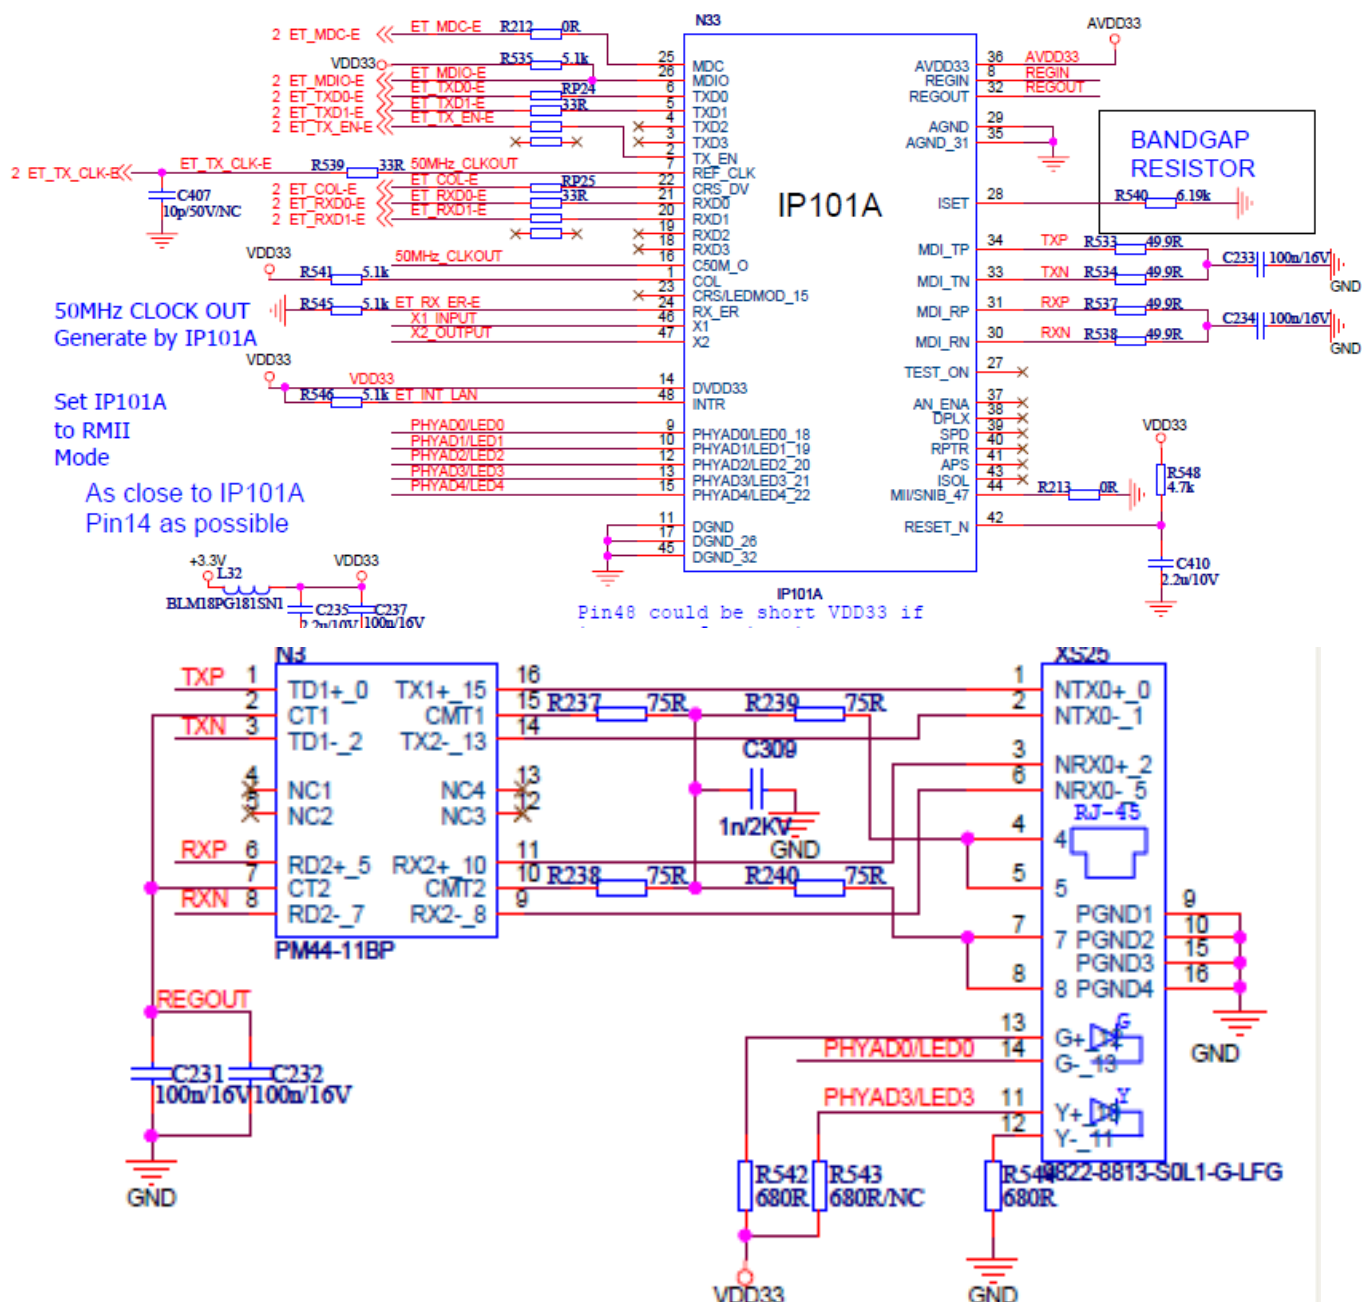 N33
AVDD33
2 ET_MDC-E
ET_MDC-E
R212 0R
VDD33
R535 5.1k
2 ET_MDIO-E
ET_MDIO-E
2 ET_TXD0-E
ET_TXD0-E
RP24
2 ET_TXD1-E
ET_TXD1-E
33R
2 ET_TX_EN-E
ET_TX_EN-E
2 ET_TX_CLK-E
ET_TX_CLK-E
R539 33R
50MHz_CLKOUT
C407
10p/50V/NC
2 ET_COL-E
ET_COL-E
RP25
2 ET_RXD0-E
ET_RXD0-E
33R
2 ET_RXD1-E
ET_RXD1-E
50MHz_CLKOUT
VDD33
R541 5.1k
R545 5.1k
ET_RX_ER-E
X1_INPUT
X2_OUTPUT
50MHz CLOCK OUT
Generate by IP101A
VDD33
VDD33
R546 5.1k
ET_INT_LAN
Set IP101A
to RMII
Mode
PHYAD0/LED0
PHYAD1/LED1
PHYAD2/LED2
PHYAD3/LED3
PHYAD4/LED4
As close to IP101A
Pin14 as possible
+3.3V
L32
VDD33
BLM18PG181SN1
C235
2.2u/10V
C237
100n/16V
25 MDC
26 MDIO
6 TXD0
5 TXD1
4 TXD2
3 TXD3
2 TX_EN
7 REF_CLK
22 CRS_DV
21 RXD0
20 RXD1
19 RXD2
18 RXD3
16 C50M_O
1 COL
23 CRS/LEDMOD_15
24 RX_ER
46 X1
47 X2
14 DVDD33
48 INTR
9 PHYAD0/LED0_18
10 PHYAD1/LED1_19
12 PHYAD2/LED2_20
13 PHYAD3/LED3_21
15 PHYAD4/LED4_22
11 DGND
17 DGND_26
45 DGND_32
IP101A
AVDD33 36 AVDD33
REGIN 8 REGIN
REGOUT 32 REGOUT
AGND 29
AGND_31 35
ISET 28
BANDGAP
RESISTOR
R540 6.19k
MDI_TP 34 TXP R533 49.9R
MDI_TN 33 TXN R534 49.9R
C233 100n/16V
GND
MDI_RP 31 RXP R537 49.9R
MDI_RN 30 RXN R538 49.9R
C234 100n/16V
GND
TEST_ON 27
AN_ENA 37
DPLX 38
SPD 39
RPTR 40
APS 41
ISOL 43
MII/SNIB_47 44
R213 0R
RESET_N 42
VDD33
R548
4.7k
C410
2.2u/10V
IP101A
Pin48 could be short VDD33 if
N3
TXP 1 TD1+_0
2 CT1
TXN 3 TD1-_2
4 NC1
5 NC2
RXP 6 RD2+_5
7 CT2
RXN 8 RD2-_7
TX1+_15 16
CMT1 15
TX2-_13 14
NC4 13
NC3 12
RX2+_10 11
CMT2 10
RX2-_8 9
PM44-11BP
REGOUT
C231
100n/16V
C232
100n/16V
GND
R237 75R
R239 75R
C309
1n/2KV
GND
R238 75R
R240 75R
XS25
1 NTX0+_0
2 NTX0-_1
3 NRX0+_2
6 NRX0-_5
RJ-45
4 4
5 5
7 7
8 8
PGND1 9
PGND2 10
PGND3 15
PGND4 16
GND
13 G+
G
PHYAD0/LED0 14 G-_13
PHYAD3/LED3 11 Y+
Y
12 Y-_11
R542
680R
R543
680R/NC
680R
VDD33
GND